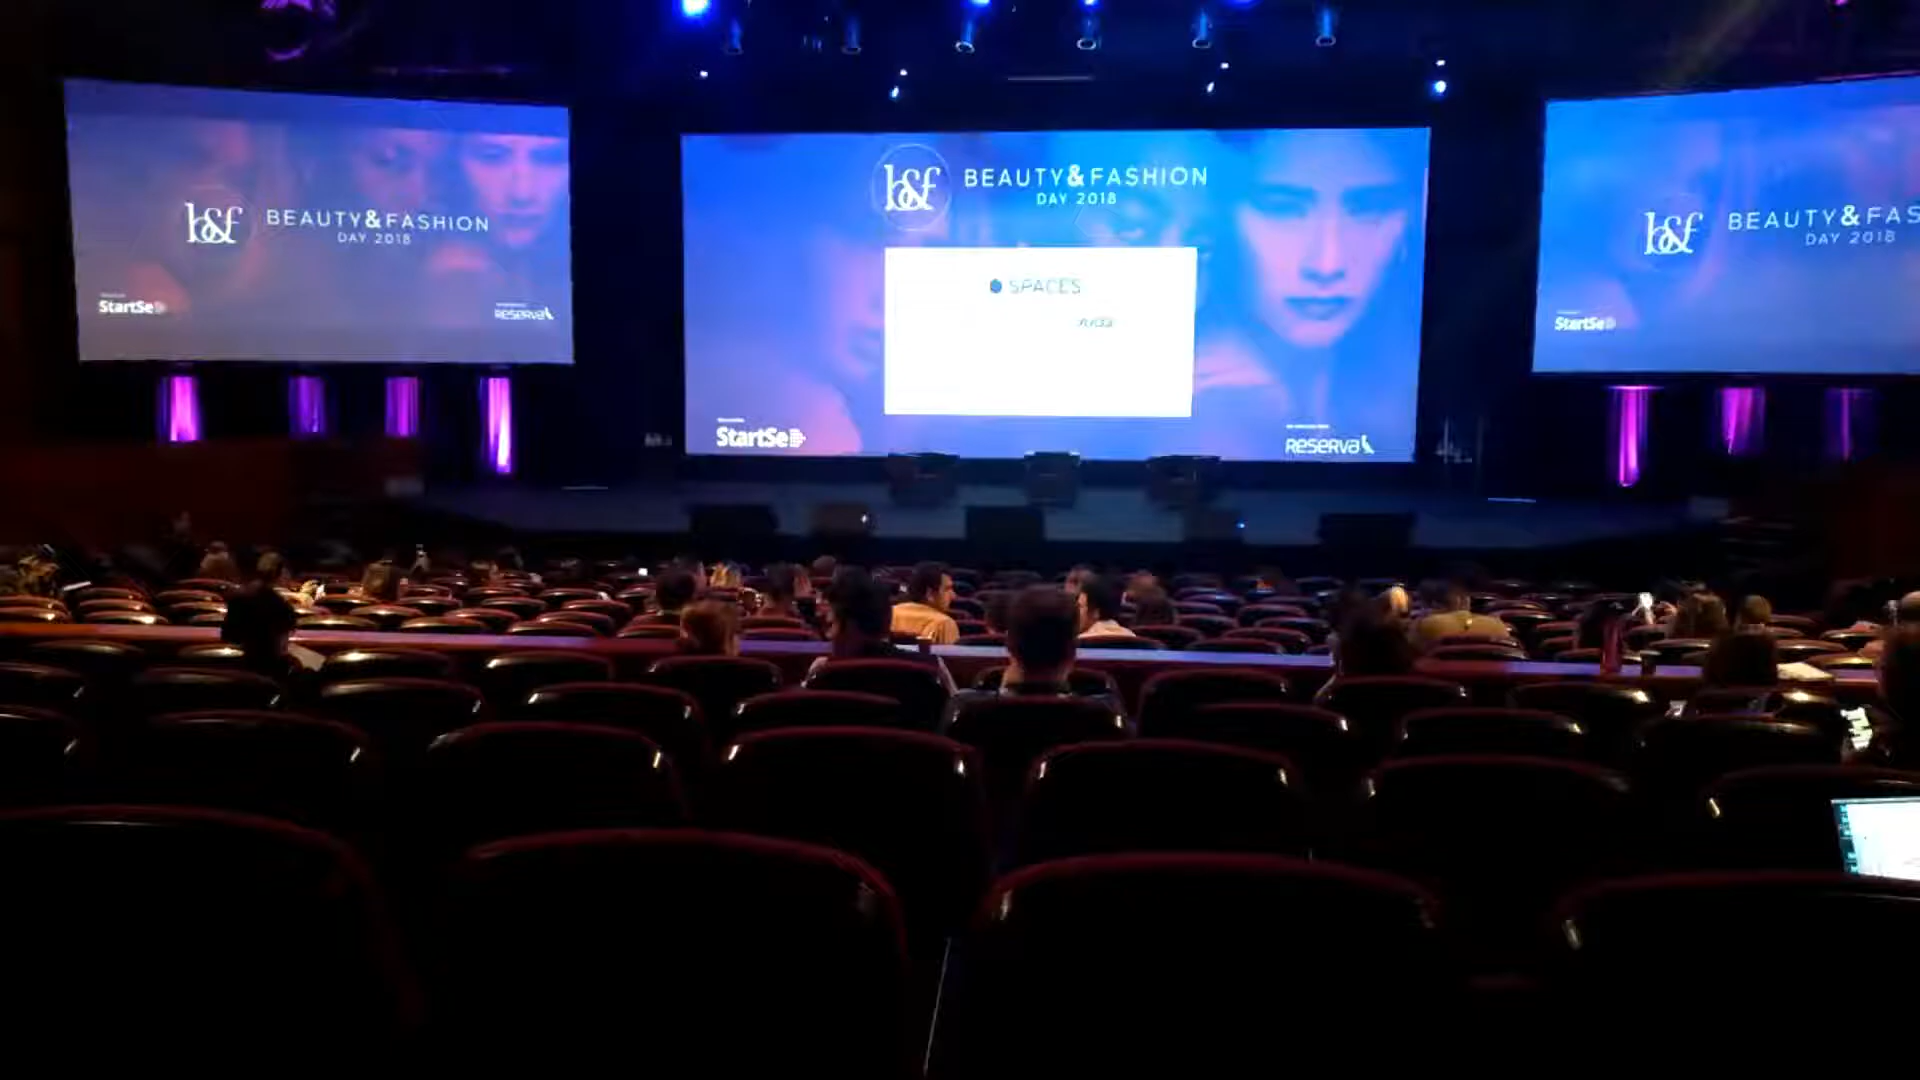 b&f BEAUTY&FASHION
DAY 2018
StartSe
Reserva
b&f BEAUTY&FASHION
DAY 2018
SPACES
StartSe
Reserva
b&f BEAUTY&FAS
DAY 2018
StartSe